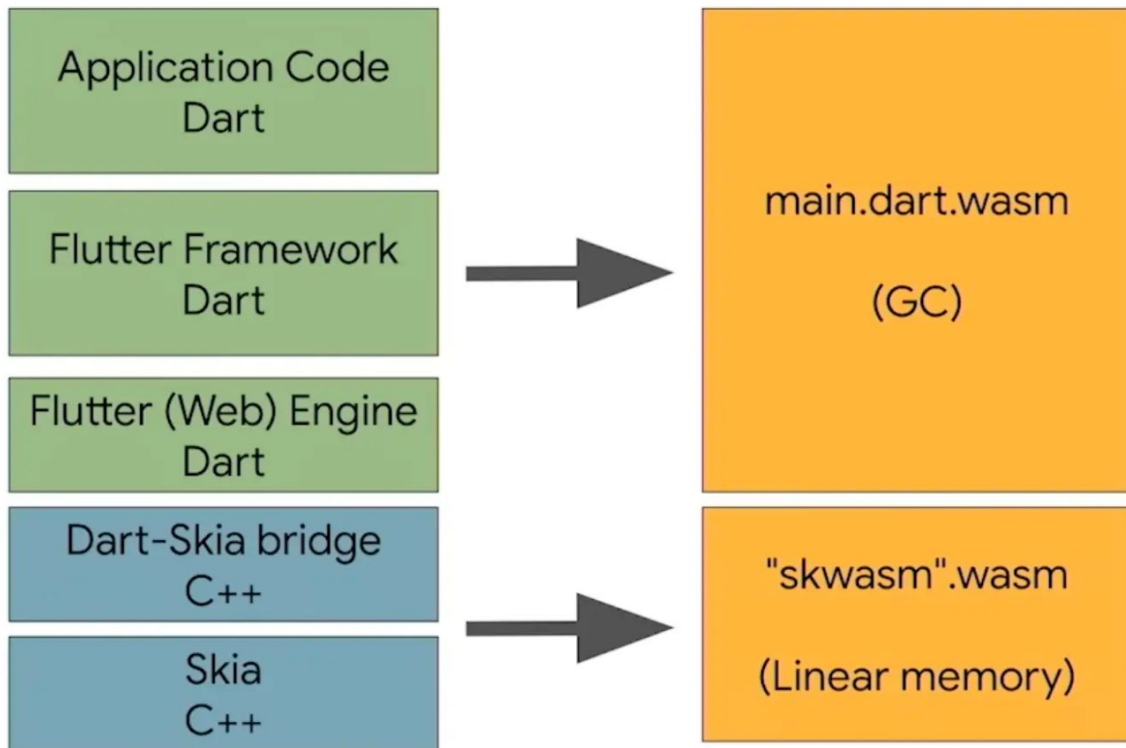 Application Code
Dart
Flutter Framework
Dart
Flutter (Web) Engine
Dart
Dart-Skia bridge
C++
Skia
C++
main.dart.wasm
(GC)
"skwasm".wasm
(Linear memory)